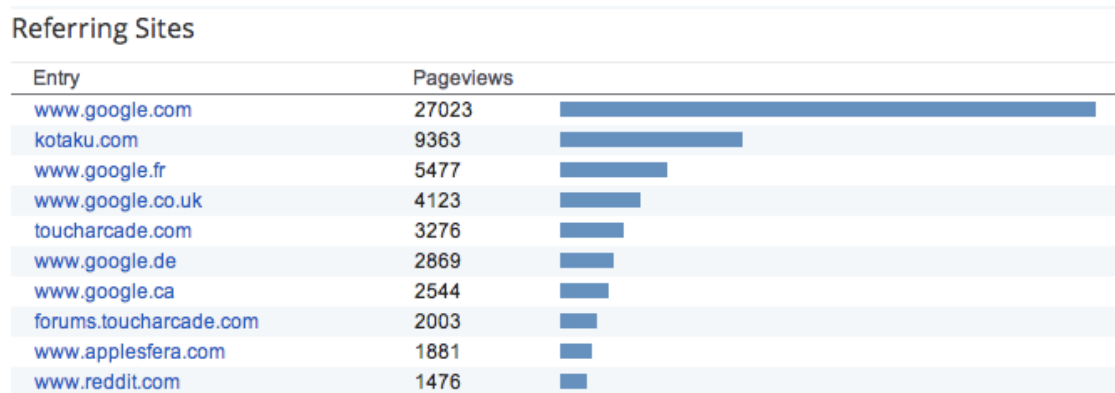 Referring Sites
Entry Pageviews
www.google.com 27023
kotaku.com 9363
www.google.fr 5477
www.google.co.uk 4123
toucharcade.com 3276
www.google.de 2869
www.google.ca 2544
forums.toucharcade.com 2003
www.applesfera.com 1881
www.reddit.com 1476